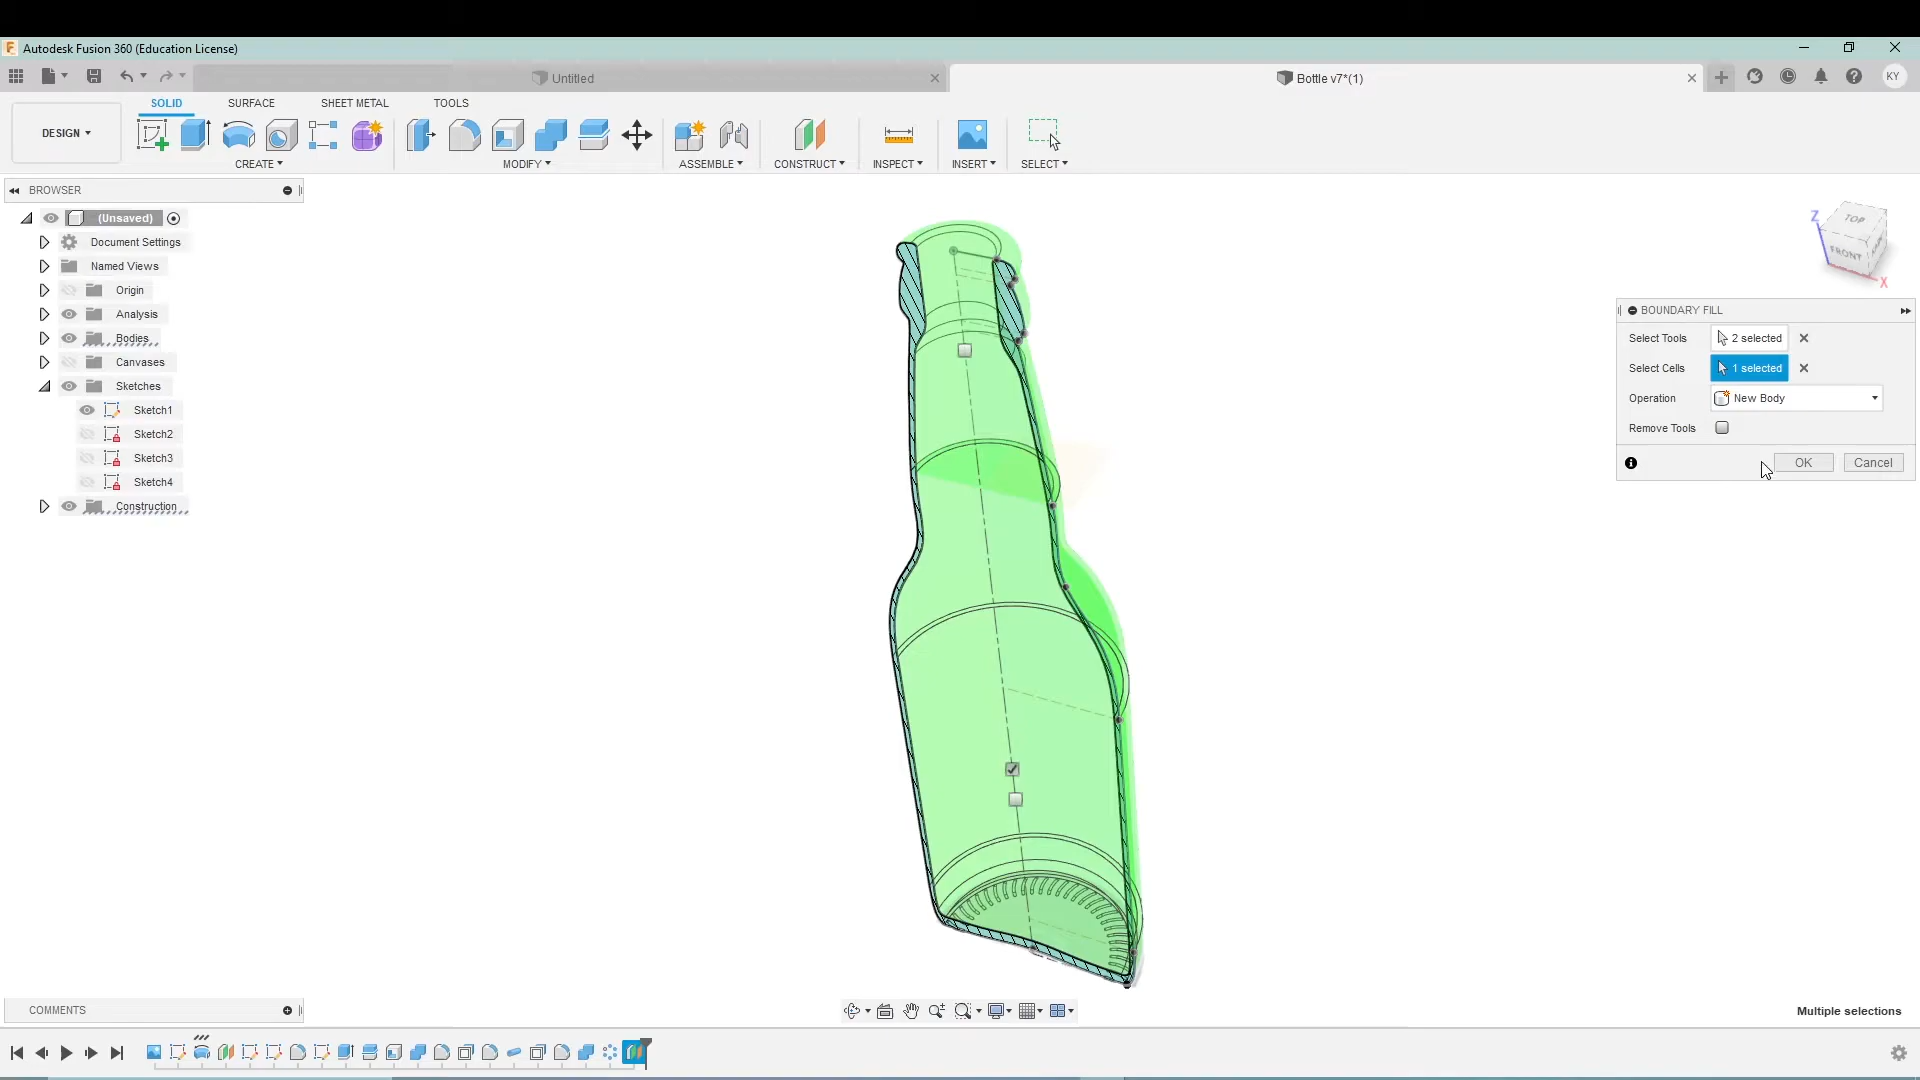 Autodesk Fusion 360 (Education License)
Untitled
Bottle v7*(1)
KY
DESIGN
SOLID
SURFACE
SHEET METAL
TOOLS
CREATE
MODIFY
ASSEMBLE
CONSTRUCT
INSPECT
INSERT
SELECT
BROWSER
(Unsaved)
Document Settings
Named Views
Origin
Analysis
Bodies
Canvases
Sketches
Sketch1
Sketch2
Sketch3
Sketch4
Construction
Z
TOP
FRONT
X
BOUNDARY FILL
Select Tools
2 selected
Select Cells
1 selected
Operation
New Body
Remove Tools
OK
Cancel
COMMENTS
Multiple selections